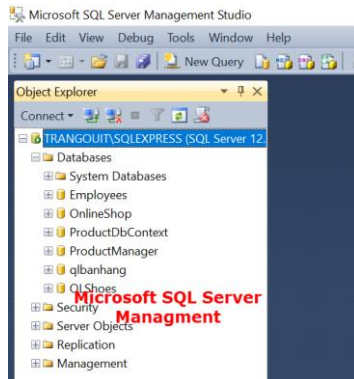 Microsoft SQL Server Management Studio
File Edit View Debug Tools Window Help
New Query
Object Explorer
Connect
TRANGOUIT\SQLEXPRESS (SQL Server 12.
Databases
System Databases
Employees
OnlineShop
ProductDbContext
ProductManager
qlbanhang
QLShoes
Microsoft SQL Server
Managment
Security
Server Objects
Replication
Management